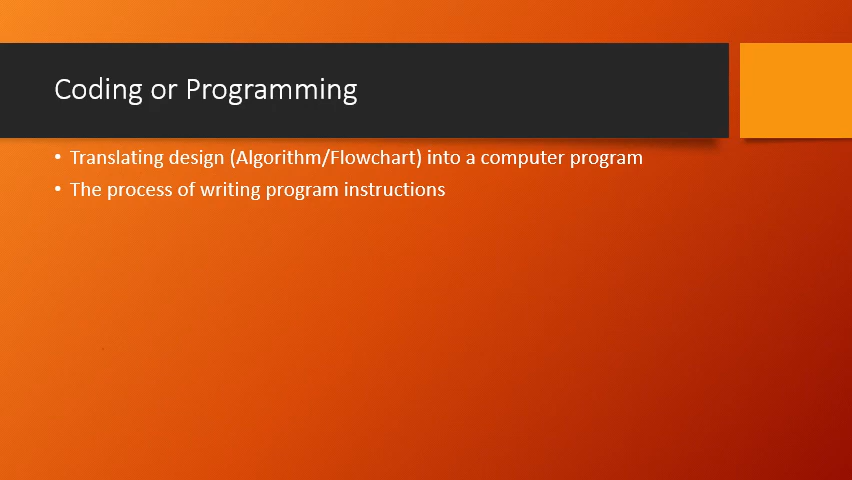 Coding or Programming
• Translating design (Algorithm/Flowchart) into a computer program
• The process of writing program instructions